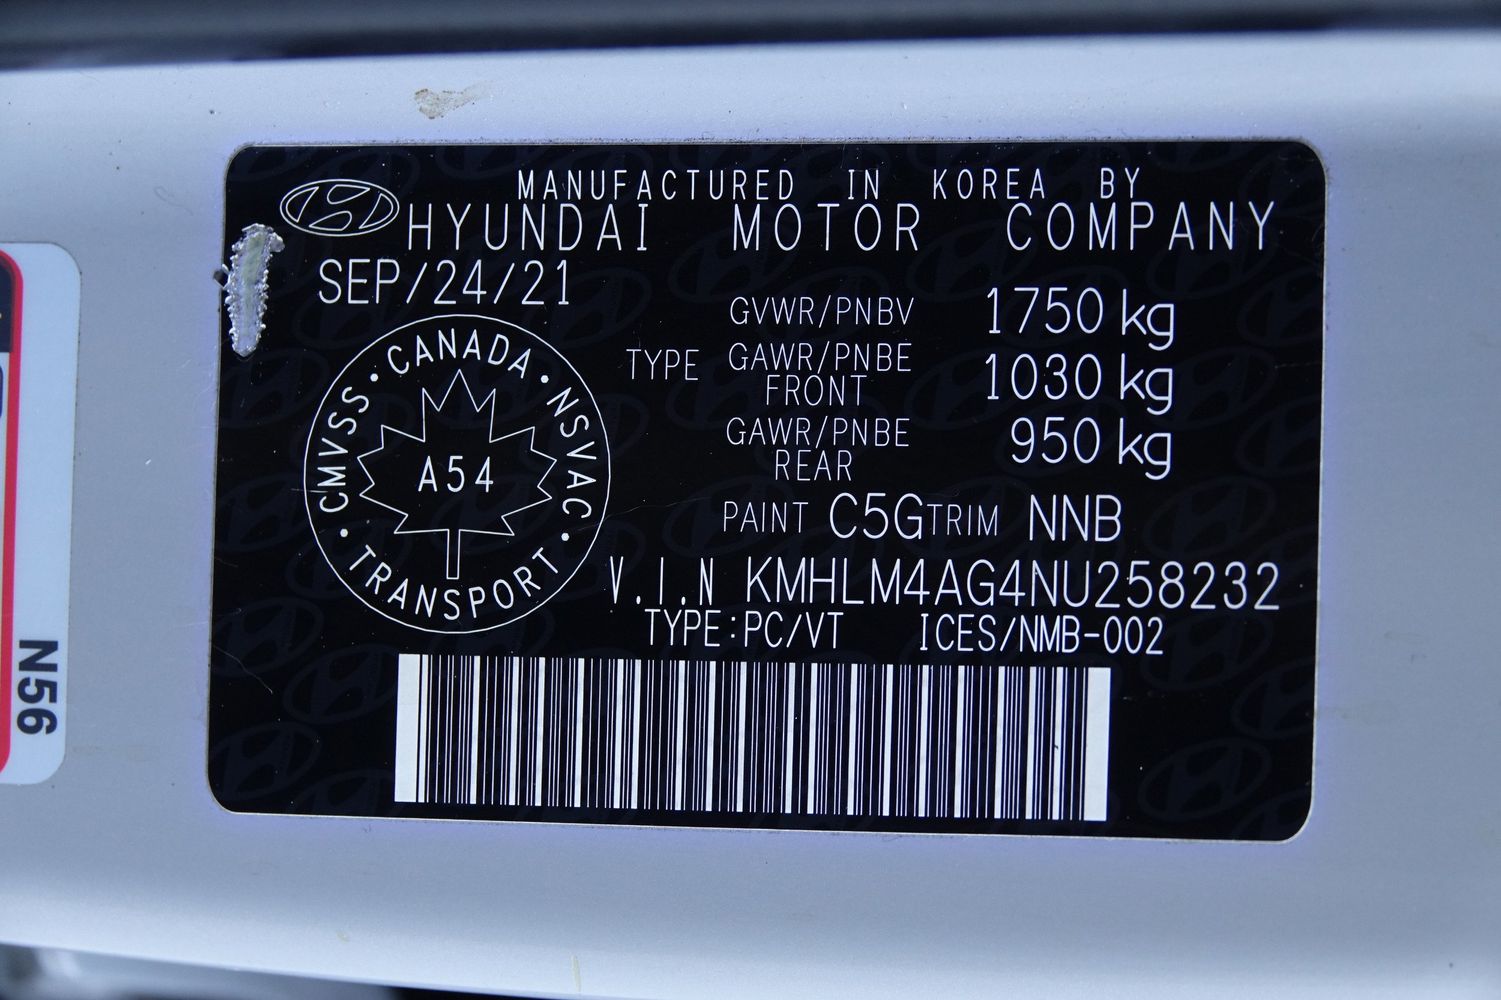 MANUFACTURED IN KOREA BY
HYUNDAI MOTOR COMPANY
SEP/24/21
GVWR/PNBV 1750 kg
TYPE GAWR/PNBE FRONT 1030 kg
GAWR/PNBE REAR 950 kg
CMVSS • CANADA • NSVAC • TRANSPORT •
A54
PAINT C5G TRIM NNB
V.I.N KMHLM4AG4NU258232
TYPE:PC/VT ICES/NMB-002
N56